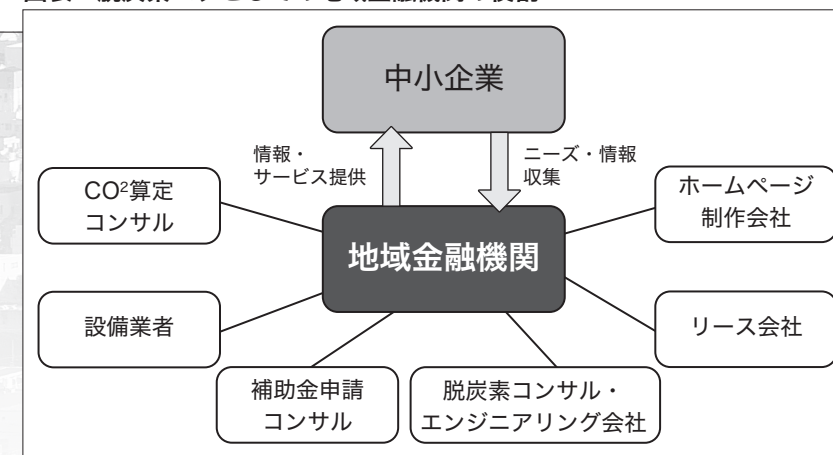 中小企業
情報・
サービス提供
ニーズ・情報
収集
CO²算定
コンサル
ホームページ
制作会社
地域金融機関
設備業者
リース会社
補助金申請
コンサル
脱炭素コンサル・
エンジニアリング会社